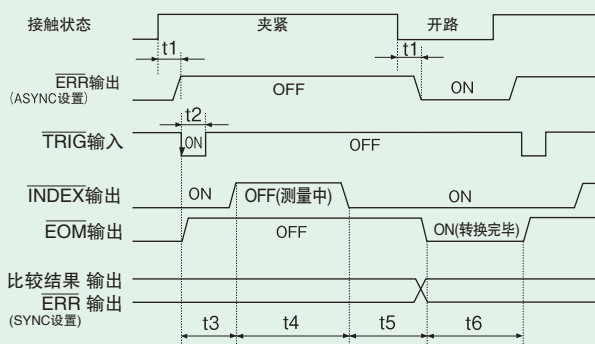 接触状态 夹紧 开路
t1 t1
ERR输出 OFF ON
(ASYNC设置)
t2
TRIG输入 ON OFF
INDEX输出 ON OFF(测量中) ON
EOM输出 OFF ON(转换完毕)
比较结果 输出
ERR 输出
(SYNC设置)
t3 t4 t5 t6